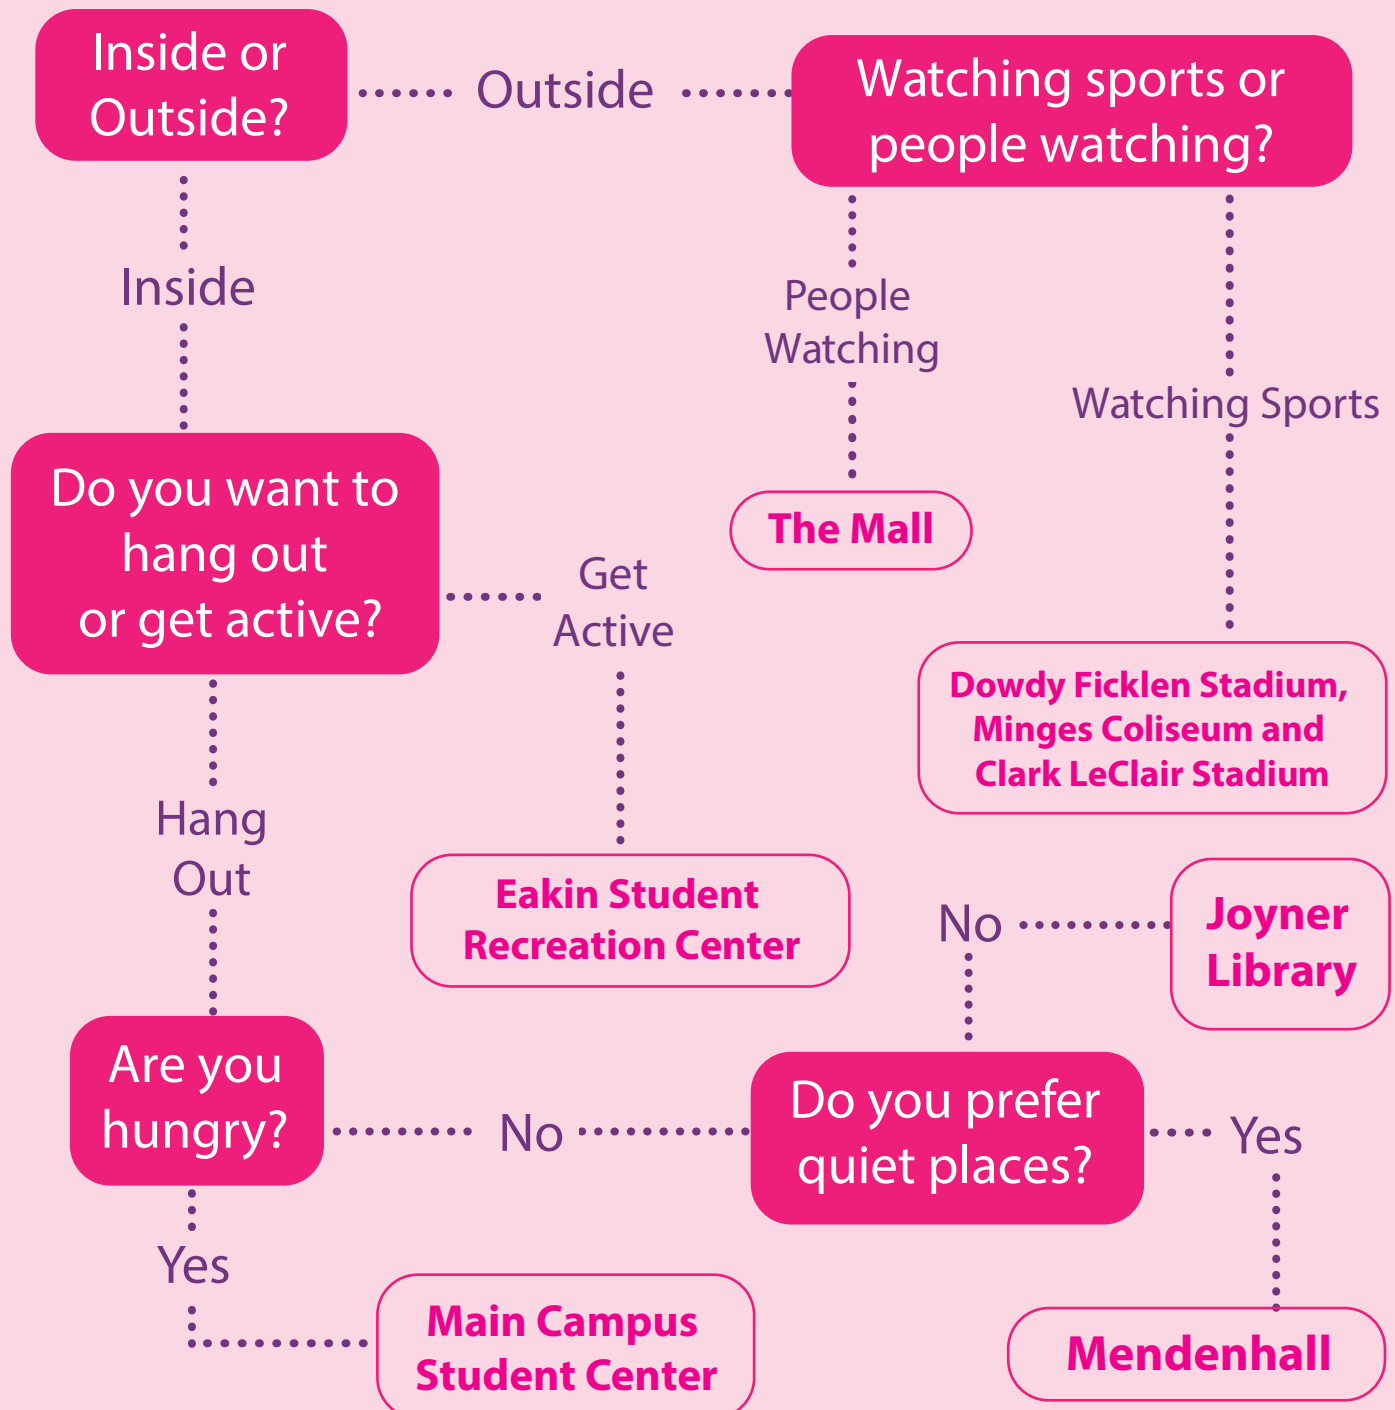 Inside or
Outside?
Outside
Watching sports or
people watching?
Inside
People
Watching
Watching Sports
Do you want to
hang out
or get active?
The Mall
Get
Active
Dowdy Ficklen Stadium,
Minges Coliseum and
Clark LeClair Stadium
Hang
Out
Eakin Student
Recreation Center
No
Joyner
Library
Are you
hungry?
No
Do you prefer
quiet places?
Yes
Yes
Main Campus
Student Center
Mendenhall